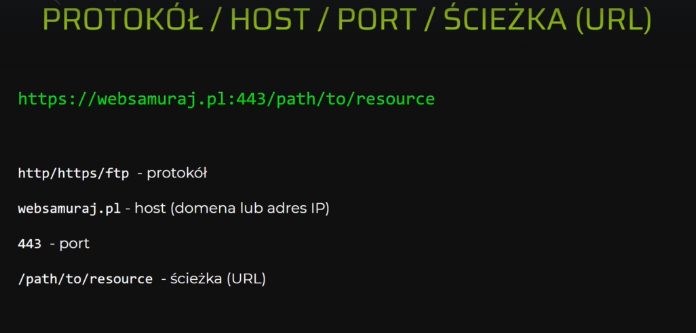 PROTOKÓŁ / HOST / PORT / ŚCIEŻKA (URL)
https://websamuraj.pl:443/path/to/resource
http/https/ftp - protokół
websamuraj.pl - host (domena lub adres IP)
443 - port
/path/to/resource - ścieżka (URL)